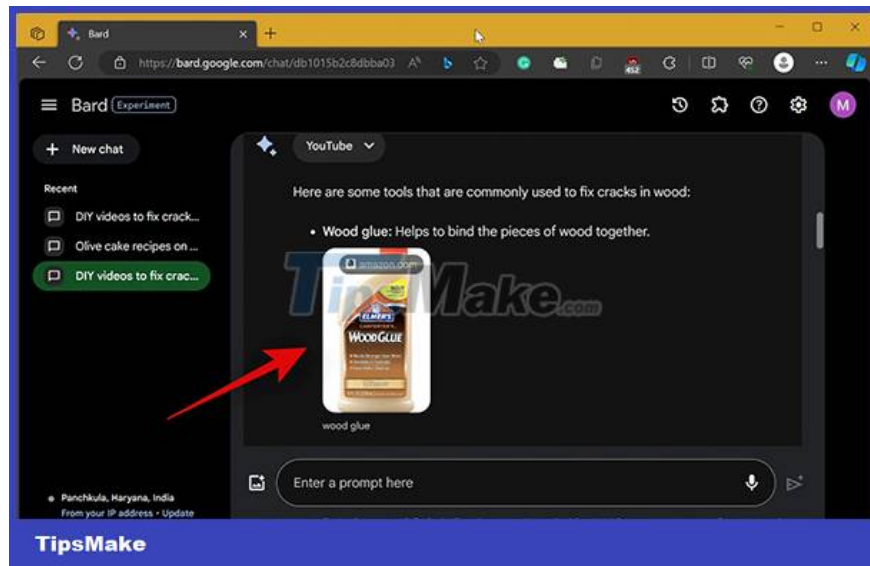 Bard
https://bard.google.com/chat/db1015b2c8dbba03
452
Bard Experiment
M
New chat
YouTube
Recent
Here are some tools that are commonly used to fix cracks in wood:
DIY videos to fix crack...
• Wood glue: Helps to bind the pieces of wood together.
Olive cake recipes on ...
amazon.com
DIY videos to fix crac...
TipsMake.com
ELMER'S
CARPENTER'S
WOOD GLUE
wood glue
Enter a prompt here
Panchkula, Haryana, India
From your IP address • Update
TipsMake